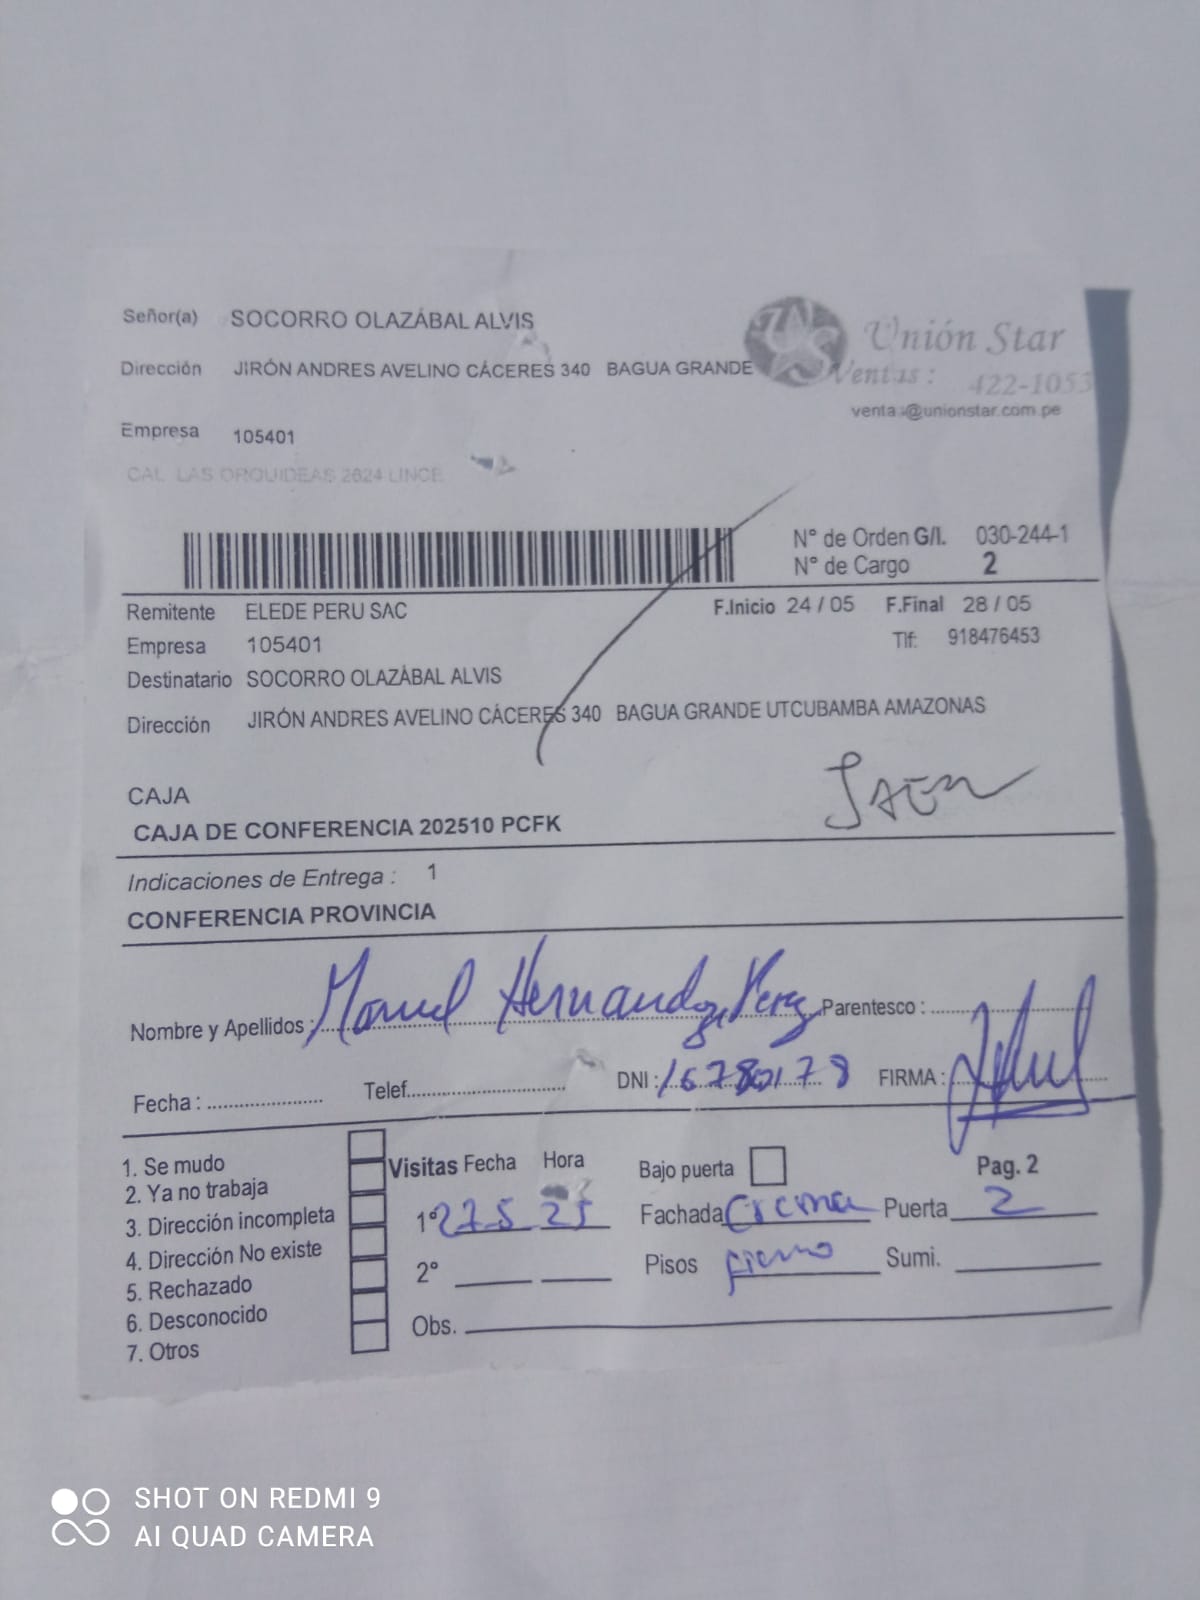 Señor(a) SOCORRO OLAZÁBAL ALVIS
Unión Star
Dirección JIRÓN ANDRES AVELINO CÁCERES 340 BAGUA GRANDE
Ventas : 422-1053
ventas@unionstar.com.pe
Empresa 105401
CAL LAS ORQUIDEAS 2624 LINCE
N° de Orden G/I. 030-244-1
N° de Cargo 2
Remitente ELEDE PERU SAC
F.Inicio 24 / 05 F.Final 28 / 05
Empresa 105401
Tlf: 918476453
Destinatario SOCORRO OLAZÁBAL ALVIS
Dirección JIRÓN ANDRES AVELINO CÁCERES 340 BAGUA GRANDE UTCUBAMBA AMAZONAS
JAEN
CAJA
CAJA DE CONFERENCIA 202510 PCFK
Indicaciones de Entrega : 1
CONFERENCIA PROVINCIA
Nombre y Apellidos : Manuel Hernandez Perez Parentesco :
Fecha : Telef. DNI : FIRMA :
1. Se mudo
2. Ya no trabaja
3. Dirección incompleta
4. Dirección No existe
5. Rechazado
6. Desconocido
7. Otros
Visitas Fecha Hora Bajo puerta Pag. 2
1° 27 5 25 Fachada Crema Puerta 2
2° Pisos Sumi.
Obs.
SHOT ON REDMI 9
AI QUAD CAMERA